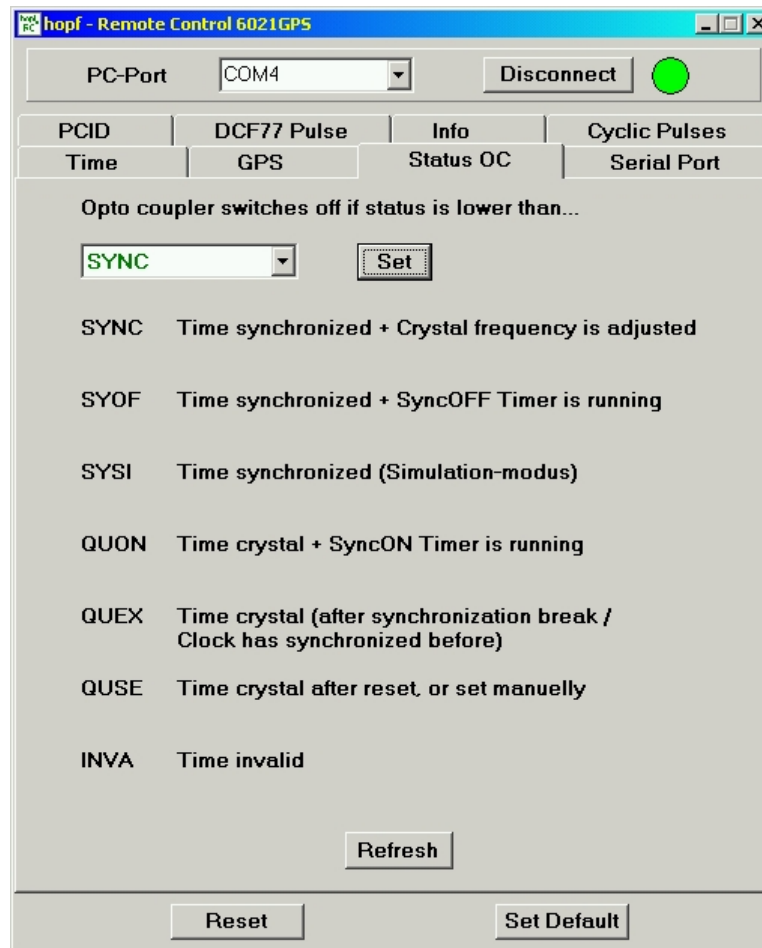 hopf RC hopf - Remote Control 6021GPS
PC-Port COM4 Disconnect
PCID DCF77 Pulse Info Cyclic Pulses
Time GPS Status OC Serial Port
Opto coupler switches off if status is lower than...
SYNC Set
SYNC Time synchronized + Crystal frequency is adjusted
SYOF Time synchronized + SyncOFF Timer is running
SYSI Time synchronized (Simulation-modus)
QUON Time crystal + SyncON Timer is running
QUEX Time crystal (after synchronization break /
Clock has synchronized before)
QUSE Time crystal after reset, or set manuelly
INVA Time invalid
Refresh
Reset Set Default